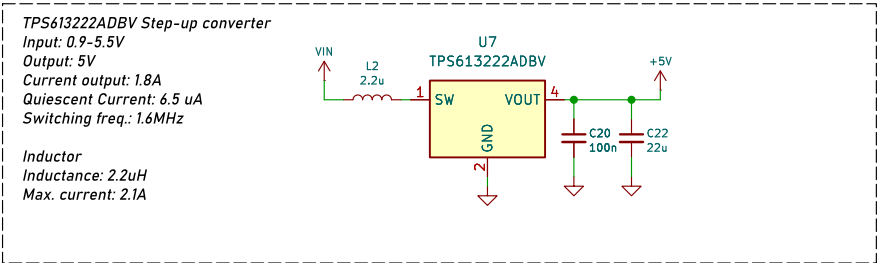 TPS613222ADBV Step-up converter
Input: 0.9-5.5V
Output: 5V
Current output: 1.8A
Quiescent Current: 6.5 uA
Switching freq.: 1.6MHz
Inductor
Inductance: 2.2uH
Max. current: 2.1A
VIN
L2
2.2u
U7
TPS613222ADBV
1
SW
VOUT
4
GND
2
+5V
C20
100n
C22
22u